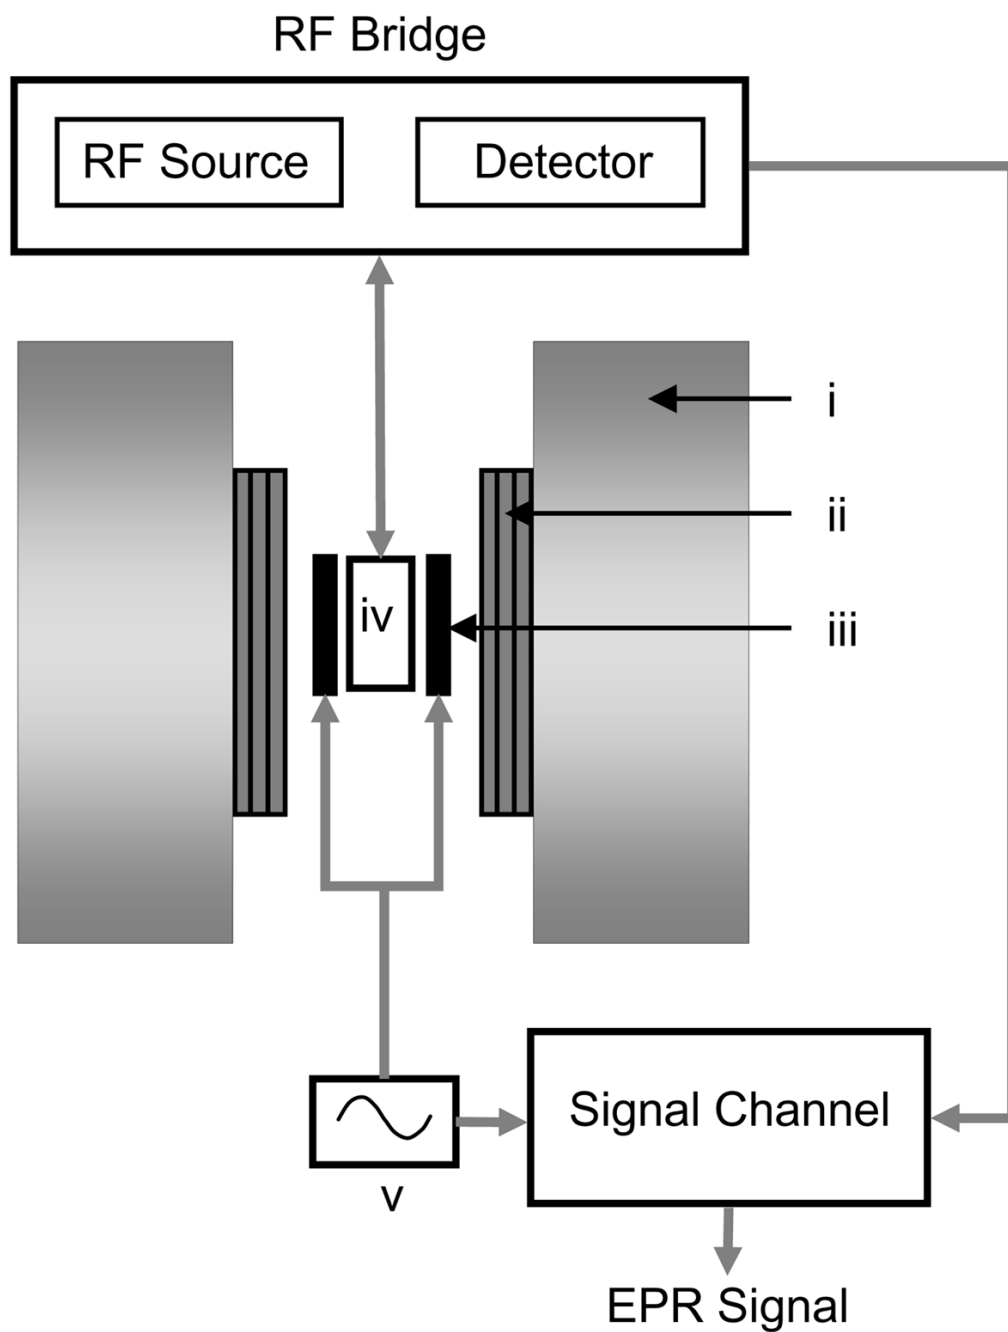 RF Bridge
RF Source
Detector
i
ii
iii
iv
Signal Channel
v
EPR Signal